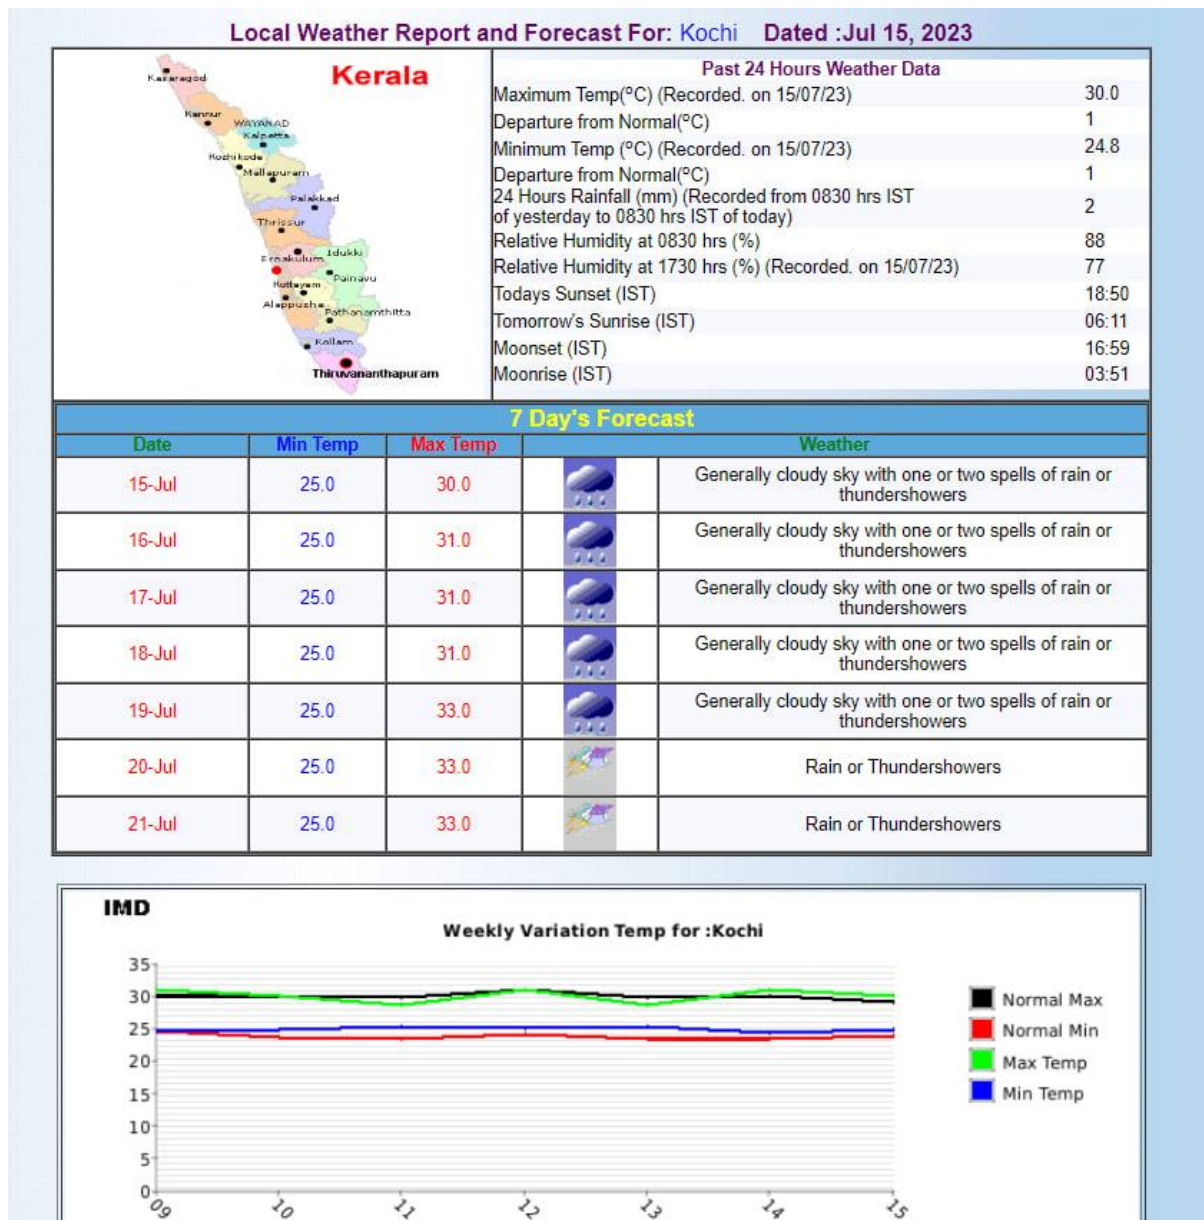 Local Weather Report and Forecast For: Kochi Dated :Jul 15, 2023
Kerala
Kasaragod
Kannur
WAYANAD
Kalpetta
Kozhikode
Mallapuram
Palakkad
Thrissur
Idukki
Ernakulum
Painavu
Kottayam
Alappuzha
Pathanamthitta
Kollam
Thiruvananthapuram
Past 24 Hours Weather Data
Maximum Temp(°C) (Recorded. on 15/07/23) 30.0
Departure from Normal(°C) 1
Minimum Temp (°C) (Recorded. on 15/07/23) 24.8
Departure from Normal(°C) 1
24 Hours Rainfall (mm) (Recorded from 0830 hrs IST
of yesterday to 0830 hrs IST of today) 2
Relative Humidity at 0830 hrs (%) 88
Relative Humidity at 1730 hrs (%) (Recorded. on 15/07/23) 77
Todays Sunset (IST) 18:50
Tomorrow's Sunrise (IST) 06:11
Moonset (IST) 16:59
Moonrise (IST) 03:51
7 Day's Forecast
Date Min Temp Max Temp Weather
15-Jul 25.0 30.0 Generally cloudy sky with one or two spells of rain or
thundershowers
16-Jul 25.0 31.0 Generally cloudy sky with one or two spells of rain or
thundershowers
17-Jul 25.0 31.0 Generally cloudy sky with one or two spells of rain or
thundershowers
18-Jul 25.0 31.0 Generally cloudy sky with one or two spells of rain or
thundershowers
19-Jul 25.0 33.0 Generally cloudy sky with one or two spells of rain or
thundershowers
20-Jul 25.0 33.0 Rain or Thundershowers
21-Jul 25.0 33.0 Rain or Thundershowers
IMD
Weekly Variation Temp for :Kochi
35
30
25
20
15
10
5
0
09 10 11 12 13 14 15
Normal Max
Normal Min
Max Temp
Min Temp